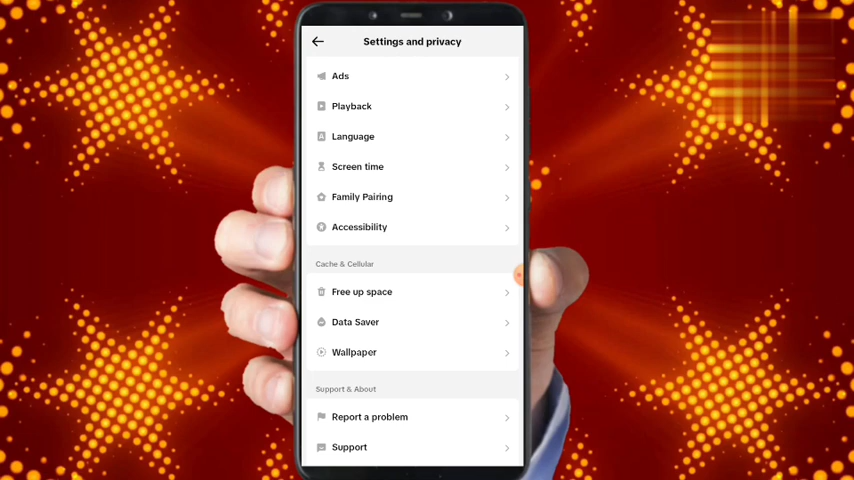 Settings and privacy
Ads
Playback
Language
Screen time
Family Pairing
Accessibility
Cache & Cellular
Free up space
Data Saver
Wallpaper
Support & About
Report a problem
Support